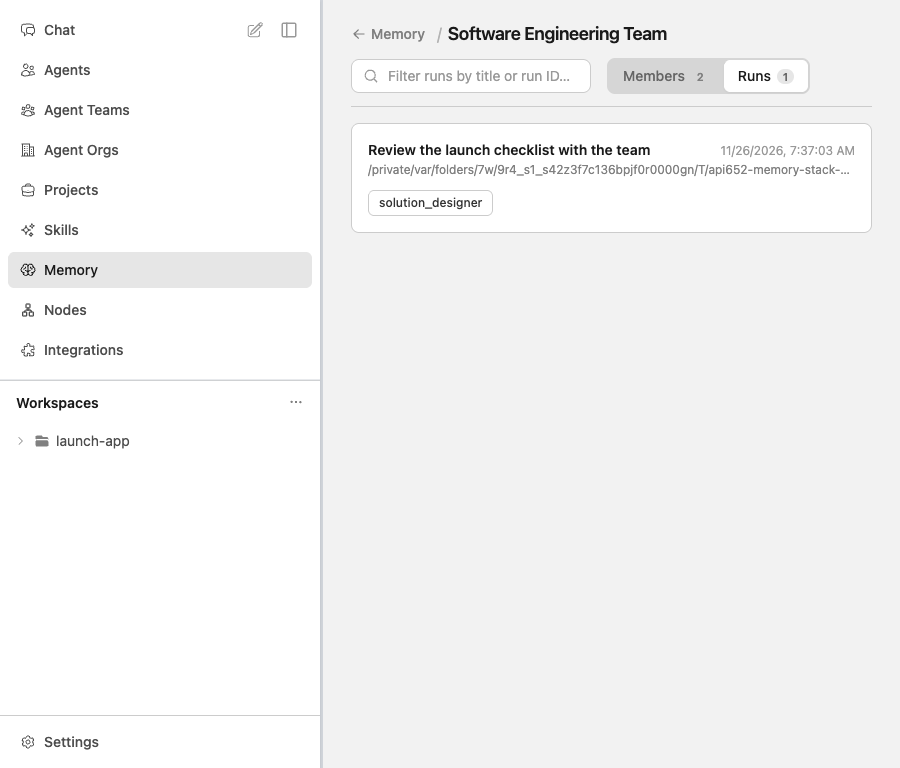 Chat
Agents
Agent Teams
Agent Orgs
Projects
Skills
Memory
Nodes
Integrations
Workspaces
launch-app
Settings
Memory / Software Engineering Team
Filter runs by title or run ID...
Members 2
Runs 1
Review the launch checklist with the team 11/26/2026, 7:37:03 AM
/private/var/folders/7w/9r4_s1_s42z3f7c136bpjf0r0000gn/T/api652-memory-stack-...
solution_designer